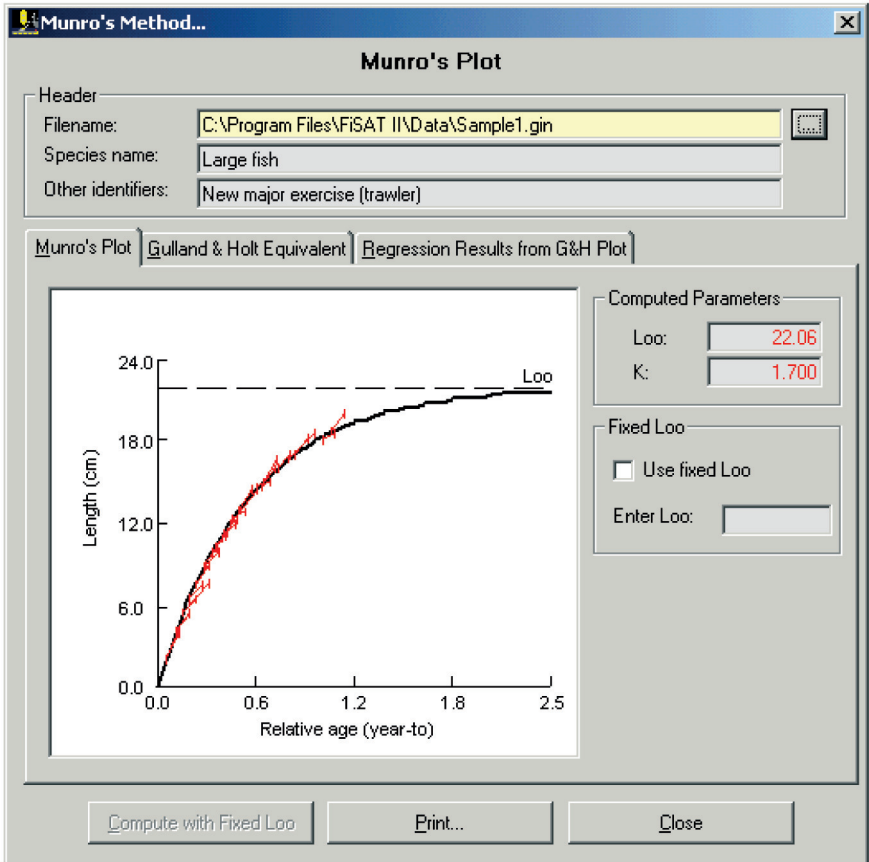 Munro's Method...
Munro's Plot
Header
Filename: C:\Program Files\FiSAT II\Data\Sample1.gin ...
Species name: Large fish
Other identifiers: New major exercise (trawler)
Munro's Plot Gulland & Holt Equivalent Regression Results from G&H Plot
Computed Parameters
Loo: 22.06
K: 1.700
Fixed Loo
Use fixed Loo
Enter Loo:
24.0
Loo
18.0
12.0
6.0
0.0
Length (cm)
0.0 0.6 1.2 1.8 2.5
Relative age (year-to)
Compute with Fixed Loo Print... Close